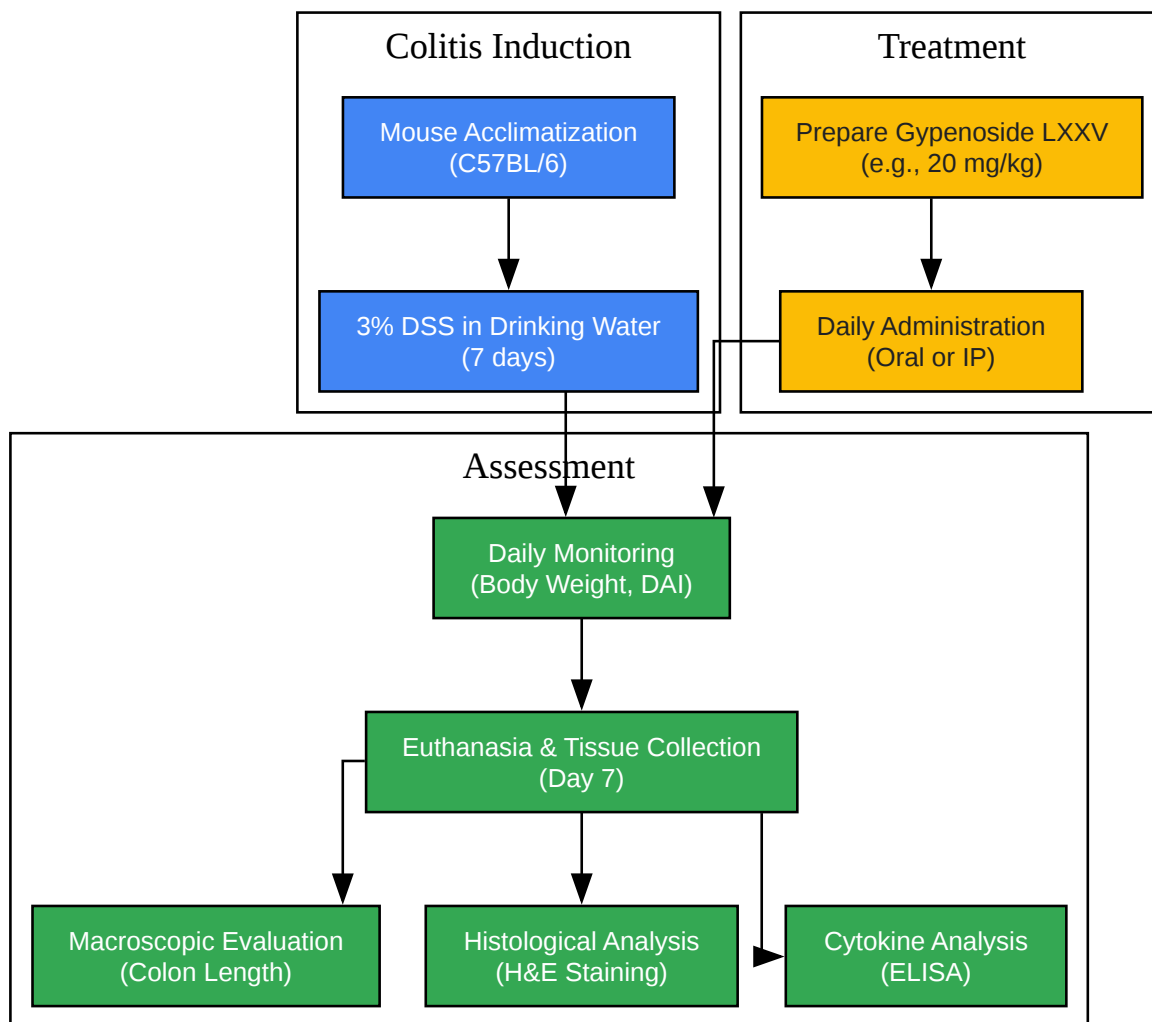 Colitis Induction
Mouse Acclimatization
(C57BL/6)
3% DSS in Drinking Water
(7 days)
Treatment
Prepare Gypenoside LXXV
(e.g., 20 mg/kg)
Daily Administration
(Oral or IP)
Assessment
Daily Monitoring
(Body Weight, DAI)
Euthanasia & Tissue Collection
(Day 7)
Macroscopic Evaluation
(Colon Length)
Histological Analysis
(H&E Staining)
Cytokine Analysis
(ELISA)